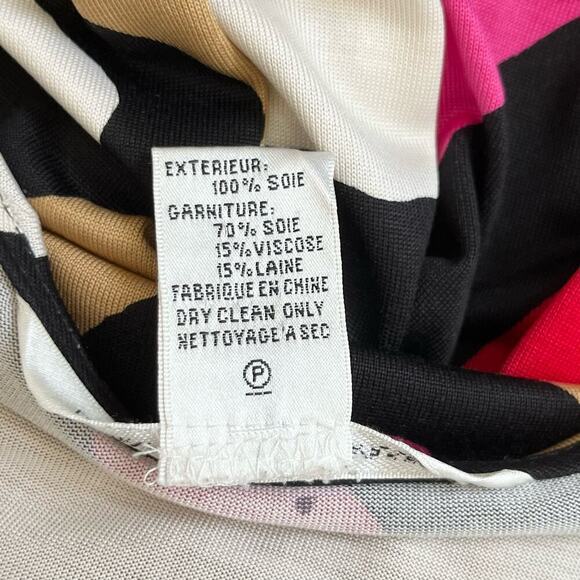 EXTERIEUR:
100% SOIE
GARNITURE:
70% SOIE
15% VISCOSE
15% LAINE
FABRIQUE EN CHINE
DRY CLEAN ONLY
NETTOYAGE A SEC
P